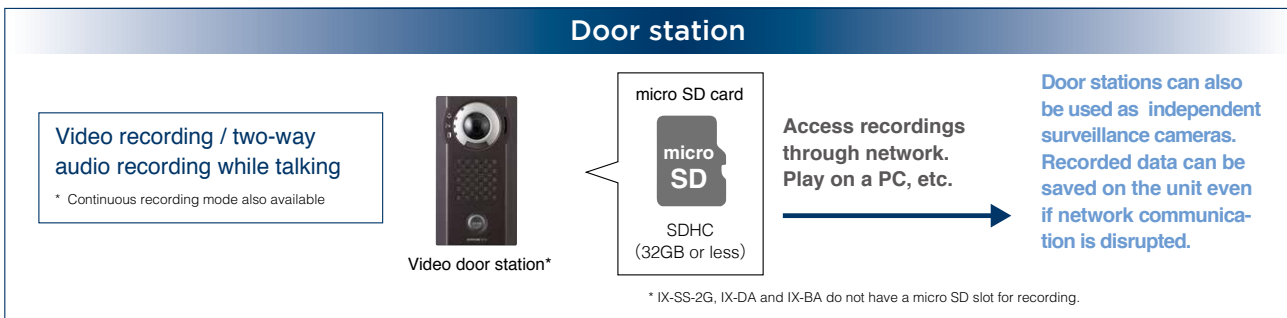 Door station
Video recording / two-way
audio recording while talking
* Continuous recording mode also available
Video door station*
micro SD card
micro
SD
SDHC
（32GB or less）
Access recordings
through network.
Play on a PC, etc.
Door stations can also
be used as independent
surveillance cameras.
Recorded data can be
saved on the unit even
if network communica-
tion is disrupted.
* IX-SS-2G, IX-DA and IX-BA do not have a micro SD slot for recording.